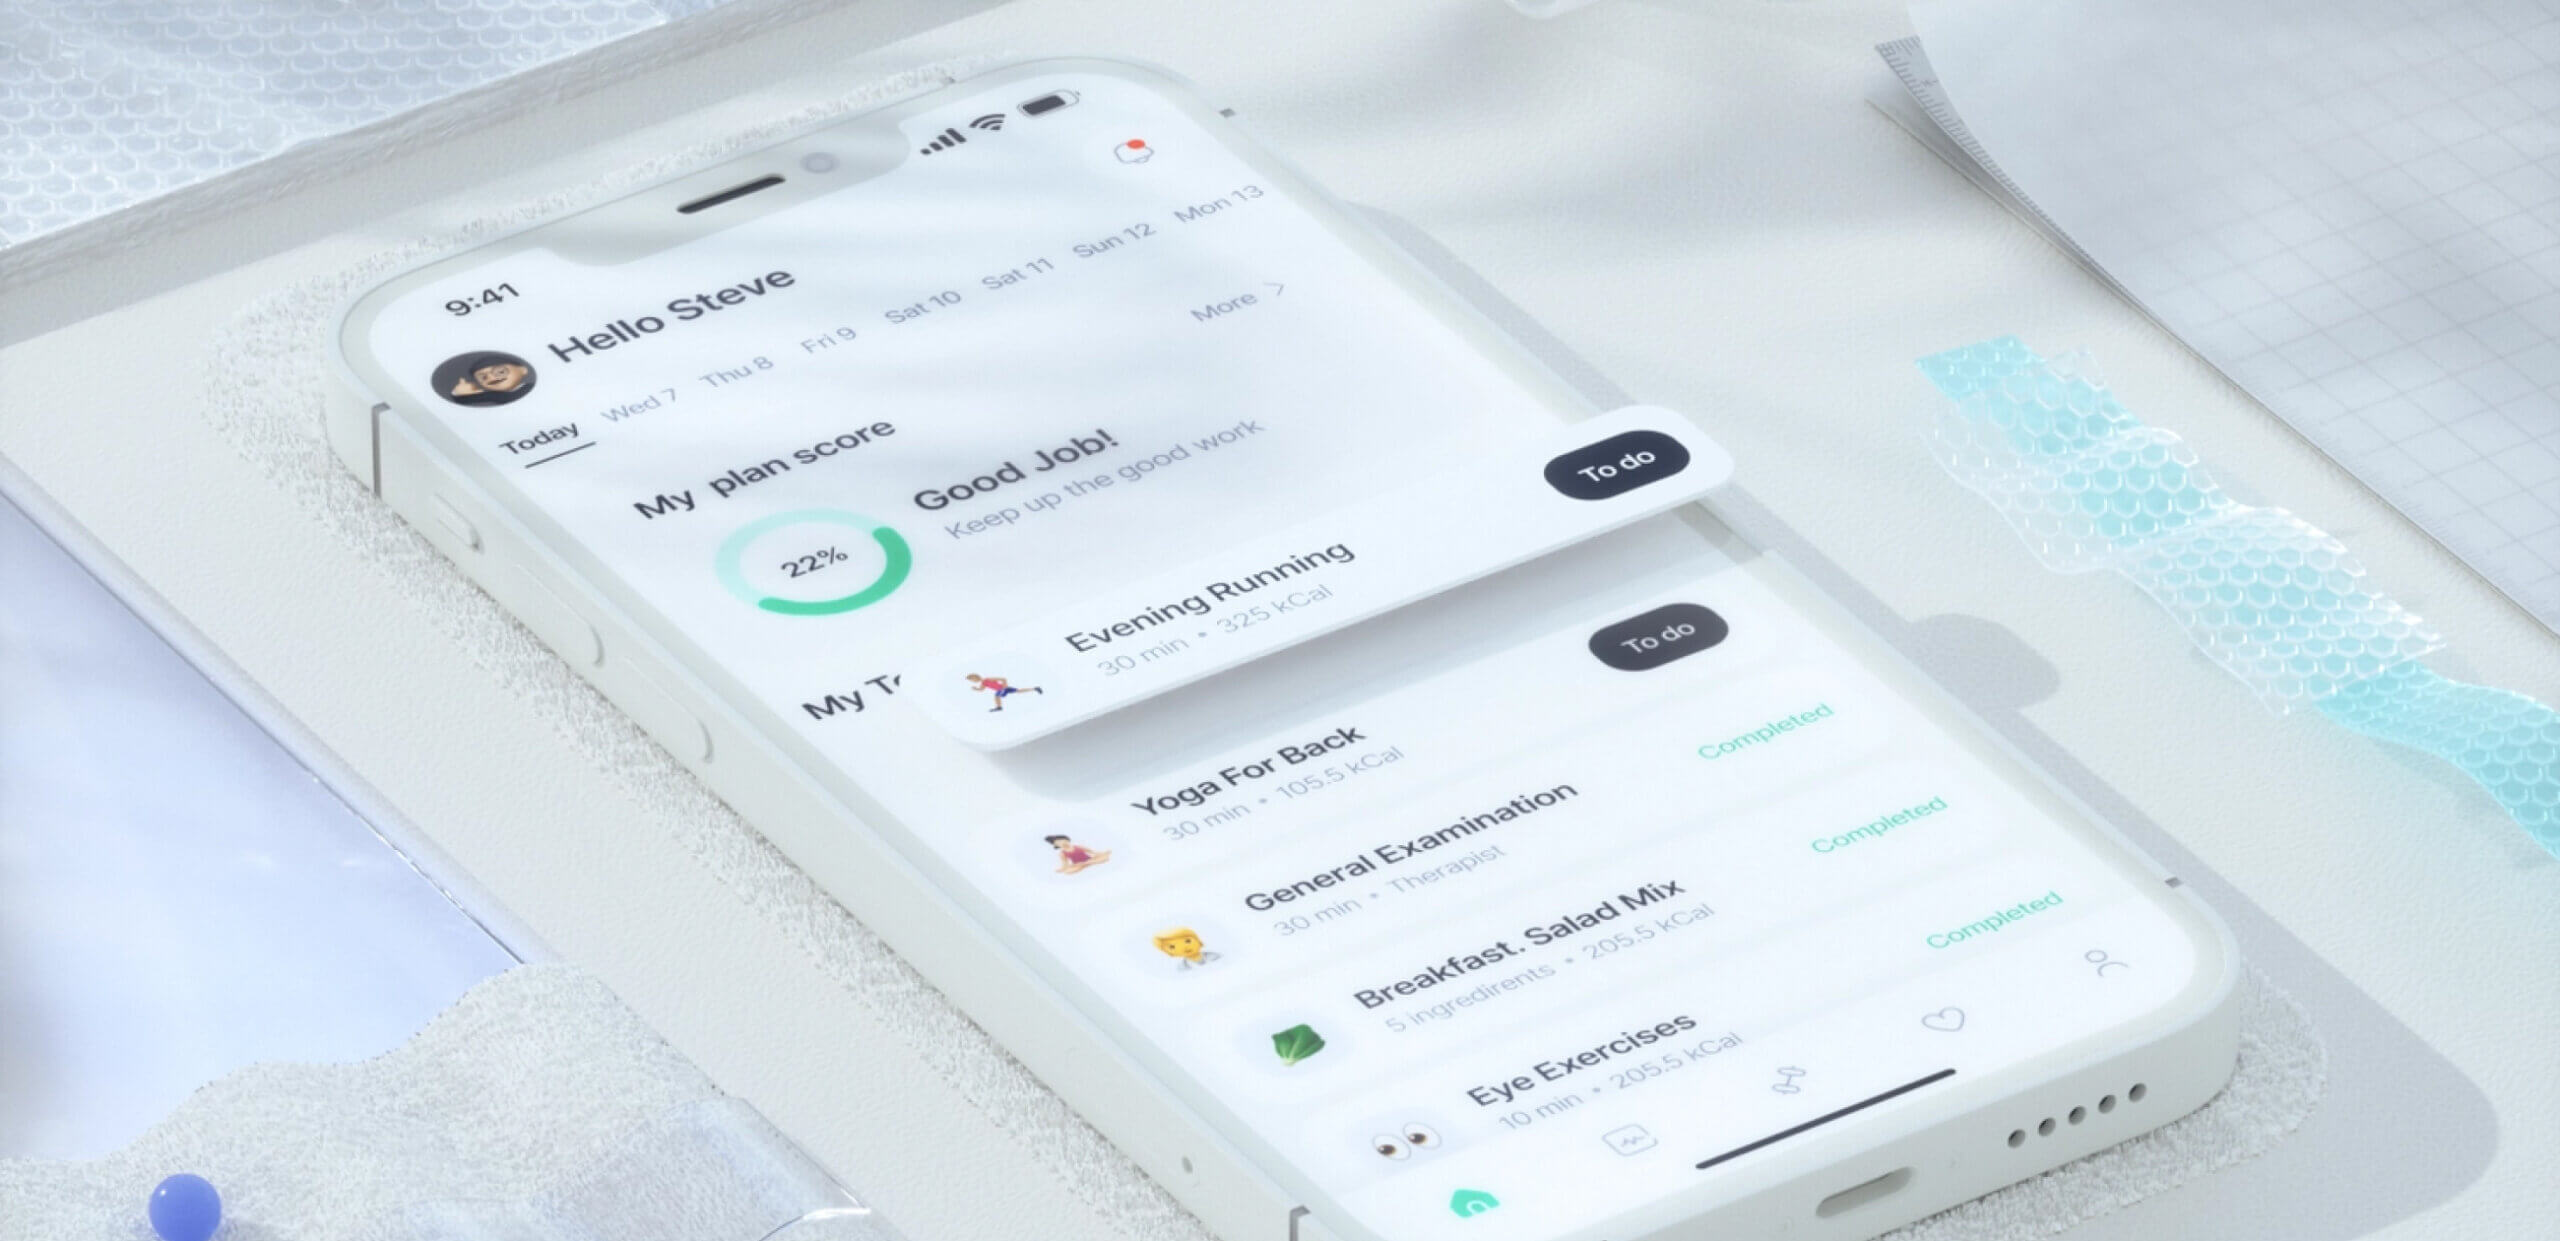 9:41
Hello Steve
Today Wed 7 Thu 8 Fri 9 Sat 10 Sat 11 Sun 12 Mon 13
My plan score
More
22%
Good Job!
Keep up the good work
My
Evening Running
30 min • 325 kCal
To do
Yoga For Back
30 min • 105.5 kCal
To do
General Examination
30 min • Therapist
Completed
Breakfast. Salad Mix
5 ingredirents • 205.5 kCal
Completed
Eye Exercises
10 min • 205.5 kCal
Completed